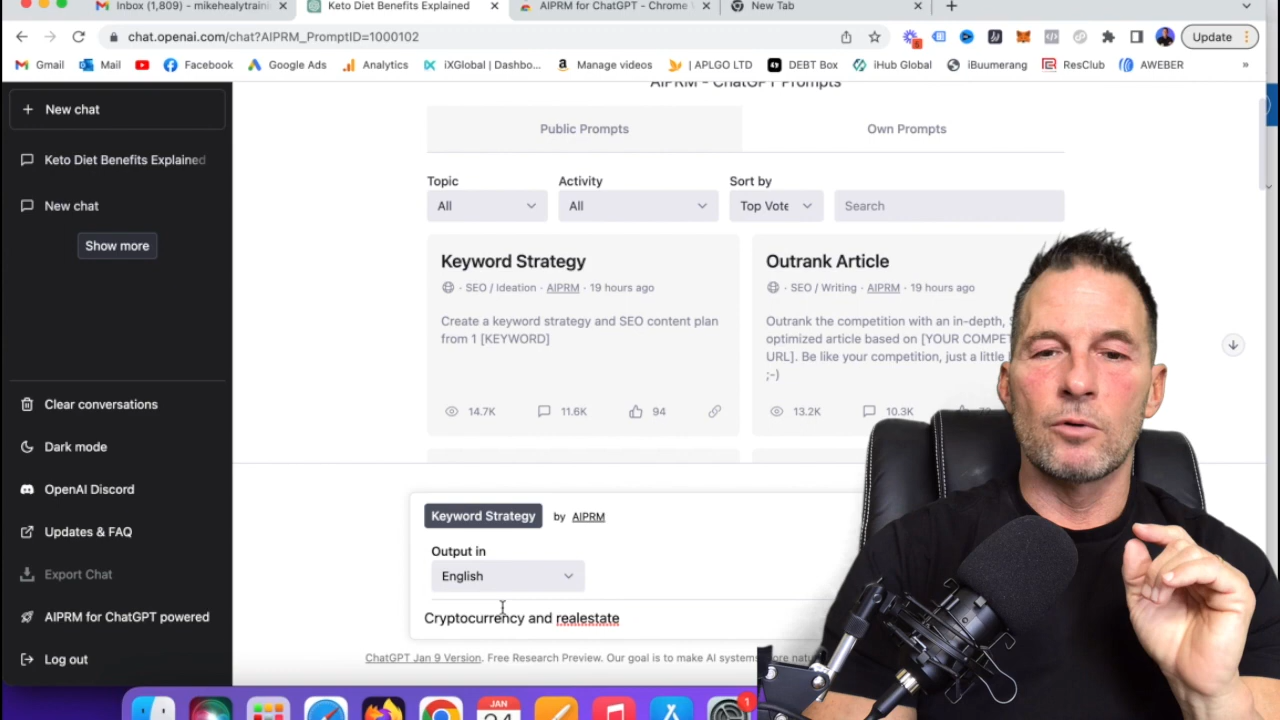 Inbox (1,809) - mikehealytraini
Keto Diet Benefits Explained
AIPRM for ChatGPT - Chrome
New Tab
chat.openai.com/chat?AIPRM_PromptID=1000102
5
Update
Gmail
Mail
Facebook
Google Ads
Analytics
iXGlobal | Dashbo...
Manage videos
| APLGO LTD
DEBT Box
iHub Global
iBuumerang
ResClub
AWEBER
»
New chat
Keto Diet Benefits Explained
New chat
Show more
Clear conversations
Dark mode
OpenAI Discord
Updates & FAQ
Export Chat
AIPRM for ChatGPT powered
Log out
AIPRM - ChatGPT Prompts
Public Prompts
Own Prompts
Topic
Activity
Sort by
All
All
Top Vote
Search
Keyword Strategy
SEO / Ideation · AIPRM · 19 hours ago
Create a keyword strategy and SEO content plan
from 1 [KEYWORD]
14.7K
11.6K
94
Outrank Article
SEO / Writing · AIPRM · 19 hours ago
Outrank the competition with an in-depth,
optimized article based on [YOUR
URL]. Be like your competition, just a little
;-)
13.2K
10.3K
Keyword Strategy by AIPRM
Output in
English
Cryptocurrency and realestate
ChatGPT Jan 9 Version. Free Research Preview. Our goal is to make AI systems
JAN
1